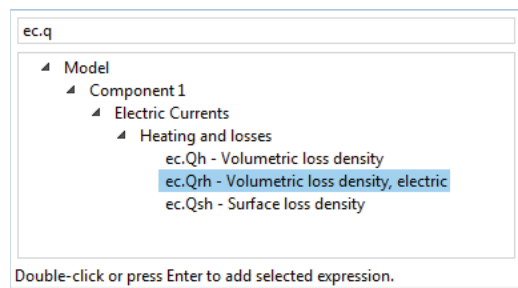 ec.q
Model
Component 1
Electric Currents
Heating and losses
ec.Qh - Volumetric loss density
ec.Qrh - Volumetric loss density, electric
ec.Qsh - Surface loss density
Double-click or press Enter to add selected expression.